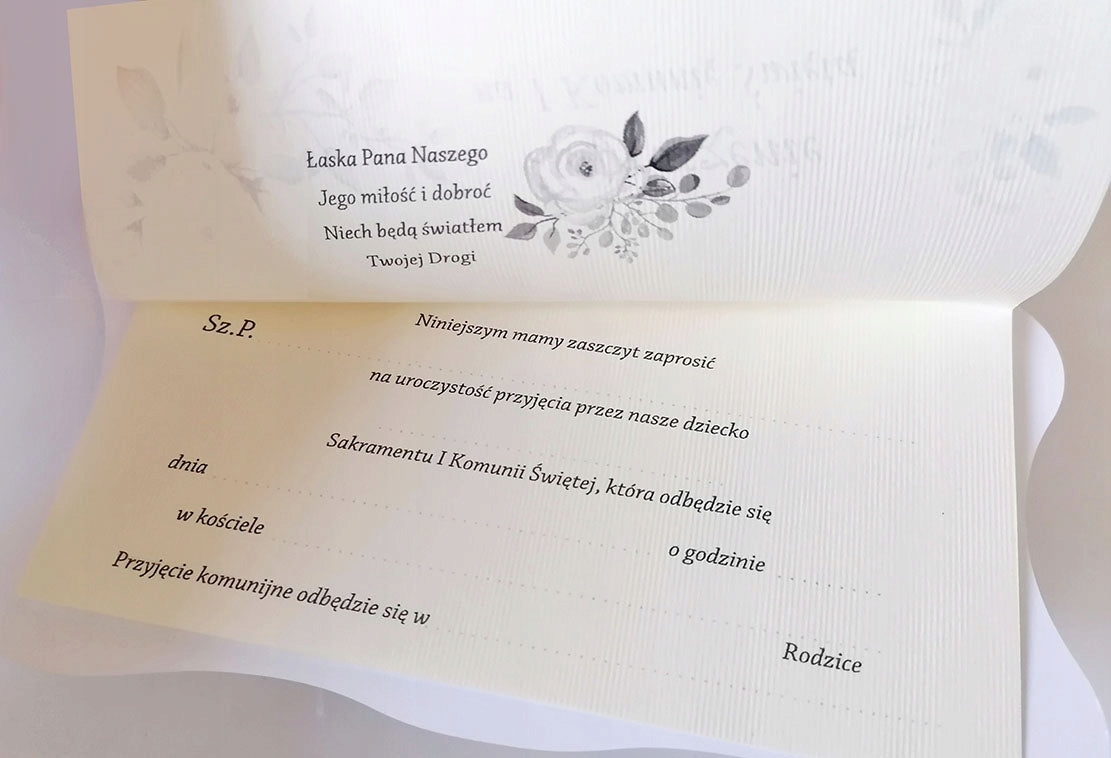 Łaska Pana Naszego
Jego miłość i dobroć
Niech będą światłem
Twojej Drogi
Niniejszym mamy zaszczyt zaprosić
Sz.P.
na uroczystość przyjęcia przez nasze dziecko
Sakramentu I Komunii Świętej, która odbędzie się
dnia o godzinie
w kościele
Przyjęcie komunijne odbędzie się w
Rodzice